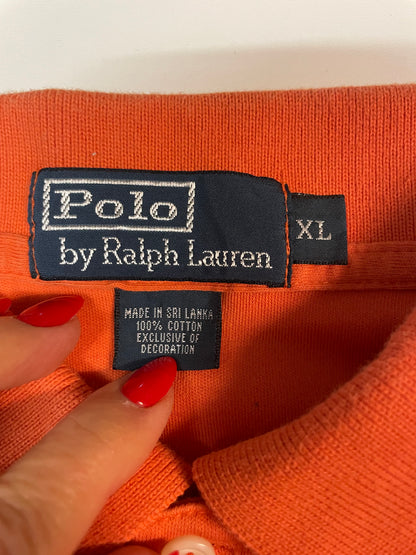 Polo
by Ralph Lauren
XL
MADE IN SRI LANKA
100% COTTON
EXCLUSIVE OF
DECORATION